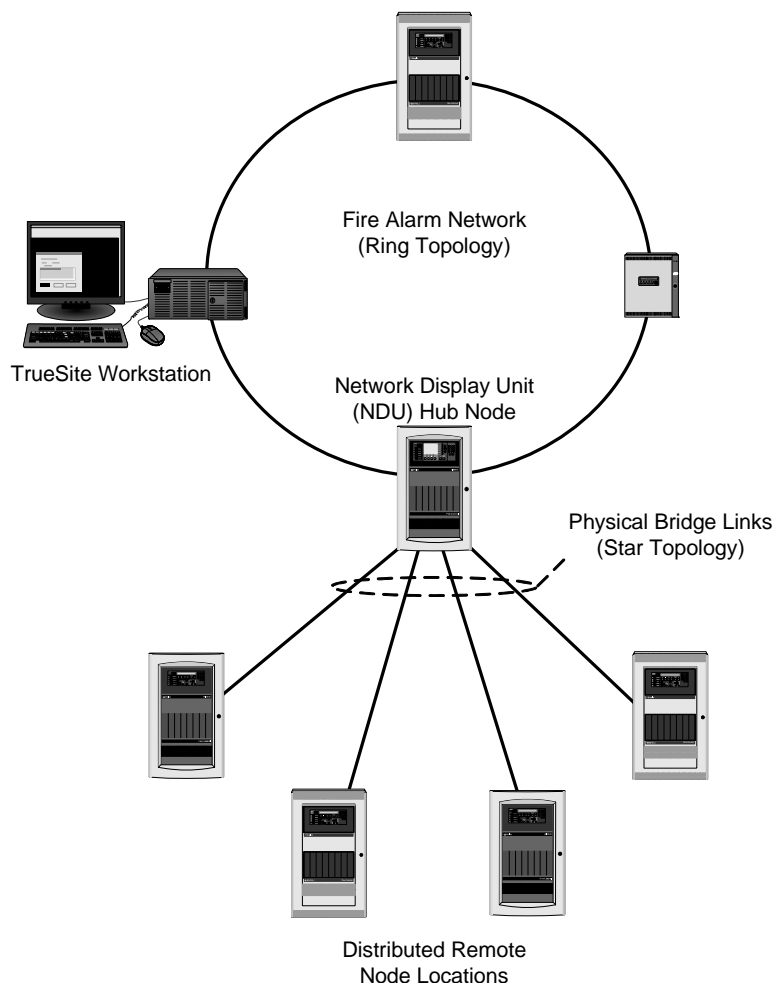 Fire Alarm Network
(Ring Topology)
TrueSite Workstation
Network Display Unit
(NDU) Hub Node
Physical Bridge Links
(Star Topology)
Distributed Remote
Node Locations